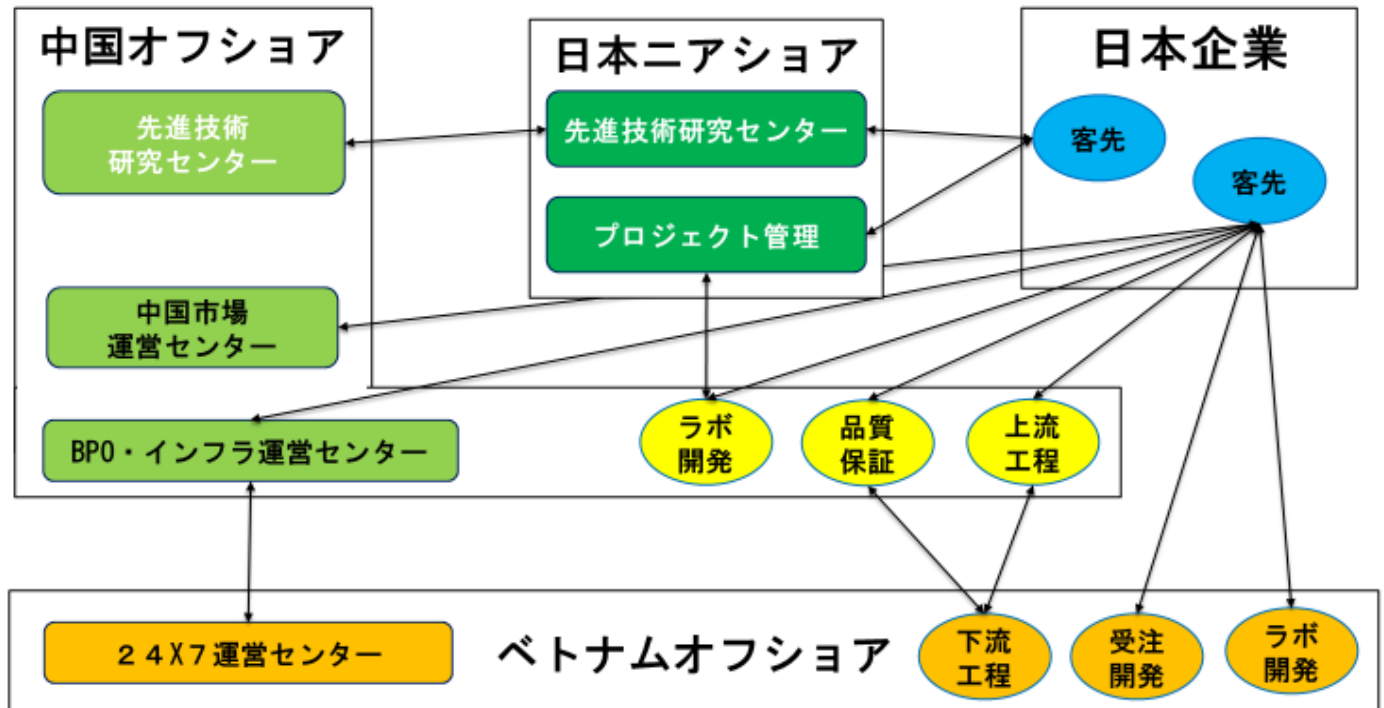 中国オフショア
先進技術
研究センター
中国市場
運営センター
BPO・インフラ運営センター
日本ニアショア
先進技術研究センター
プロジェクト管理
日本企業
客先
客先
ラボ
開発
品質
保証
上流
工程
24X7運営センター
ベトナムオフショア
下流
工程
受注
開発
ラボ
開発